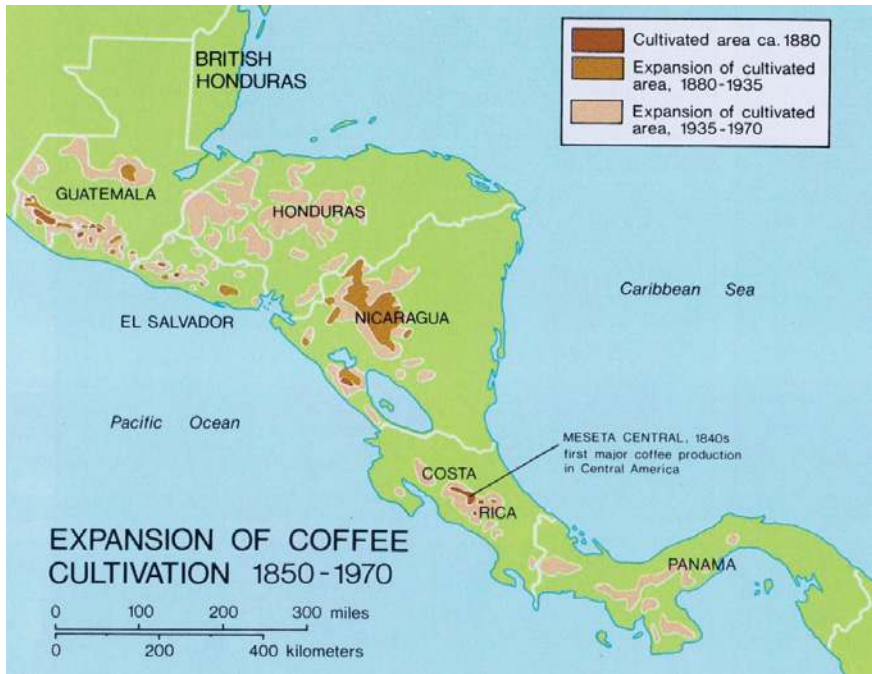 BRITISH
HONDURAS
Cultivated area ca. 1880
Expansion of cultivated
area, 1880-1935
Expansion of cultivated
area, 1935-1970
GUATEMALA
HONDURAS
EL SALVADOR
NICARAGUA
Caribbean Sea
Pacific Ocean
MESETA CENTRAL, 1840s
first major coffee production
in Central America
COSTA
RICA
PANAMA
EXPANSION OF COFFEE
CULTIVATION 1850-1970
0 100 200 300 miles
0 200 400 kilometers